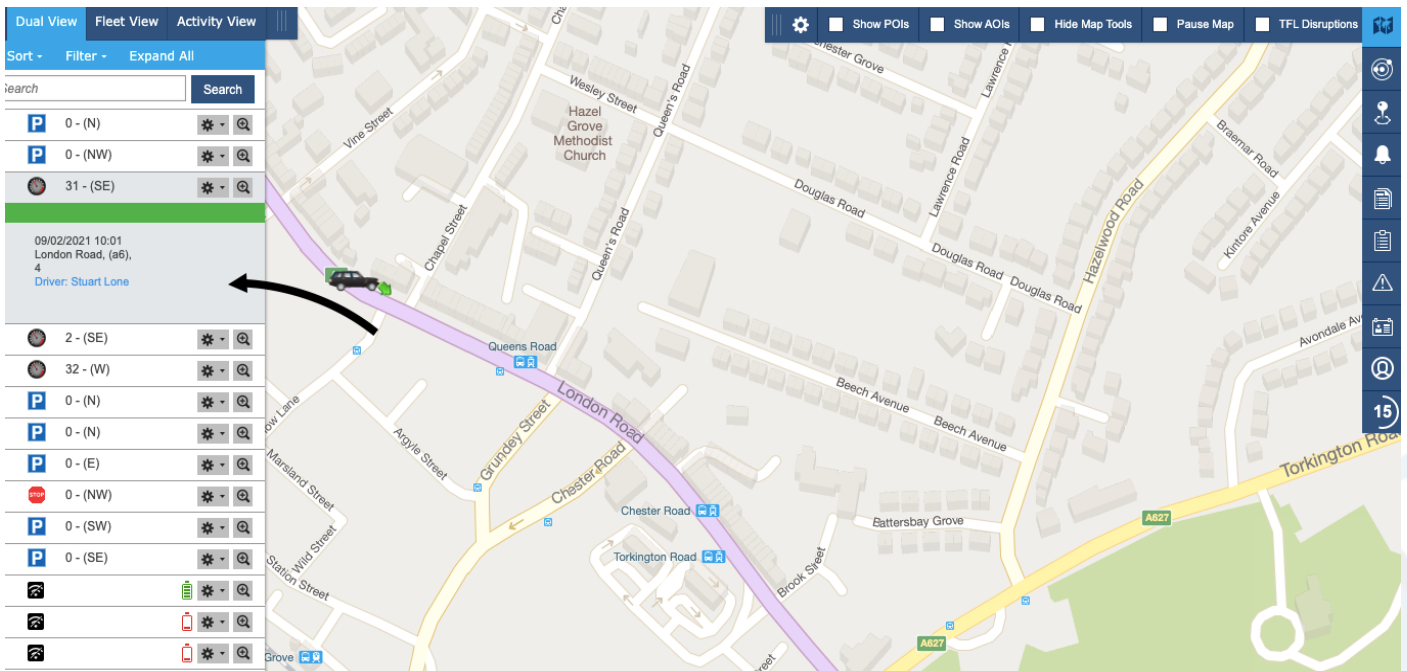 Dual View
Fleet View
Activity View
Show POIs
Show AOIs
Hide Map Tools
Pause Map
TFL Disruptions
Sort
Filter
Expand All
Search
Search
0 - (N)
0 - (NW)
31 - (SE)
09/02/2021 10:01
London Road, (a6),
4
Driver: Stuart Lone
2 - (SE)
32 - (W)
0 - (N)
0 - (N)
0 - (E)
STOP
0 - (NW)
0 - (SW)
0 - (SE)
P
P
P
P
P
P
P
15
Grove
Lawrence Road
Wesley Street
Queen's Road
Vine Street
Hazel
Grove
Methodist
Church
Braemar Road
Lawrence Road
Douglas Road
Hazelwood Road
Kintore Avenue
Chapel Street
Queen's Road
Douglas Road
Douglas Road
Avondale
Queens Road
London Road
Beech Avenue
Beech Avenue
Lane
Argyle Street
Grundey Street
Chester Road
Marsland Street
Torkington Road
Chester Road
Battersbay Grove
A627
Wild Street
Torkington Road
Station Street
Brook Street
A627
Grove